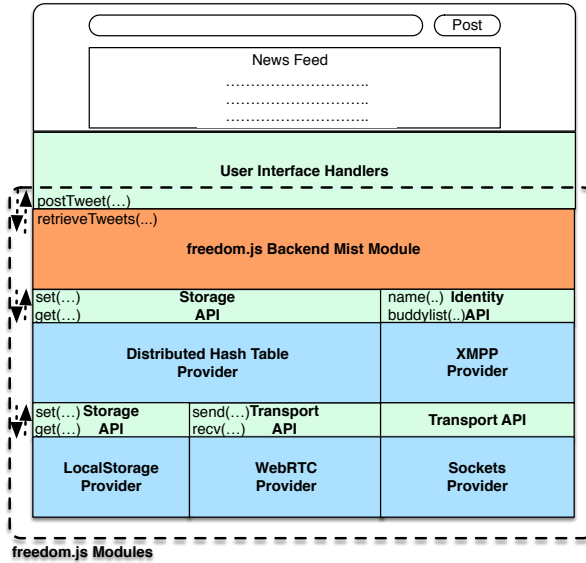 Post
News Feed
………………………..
………………………..
………………………..
User Interface Handlers
postTweet(…)
retrieveTweets(...)
freedom.js Backend Mist Module
set(…) Storage
get(…) API
name(..) Identity
buddylist(..)API
Distributed Hash Table
Provider
XMPP
Provider
set(…) Storage
get(…) API
send(…)Transport
recv(…) API
Transport API
LocalStorage
Provider
WebRTC
Provider
Sockets
Provider
freedom.js Modules